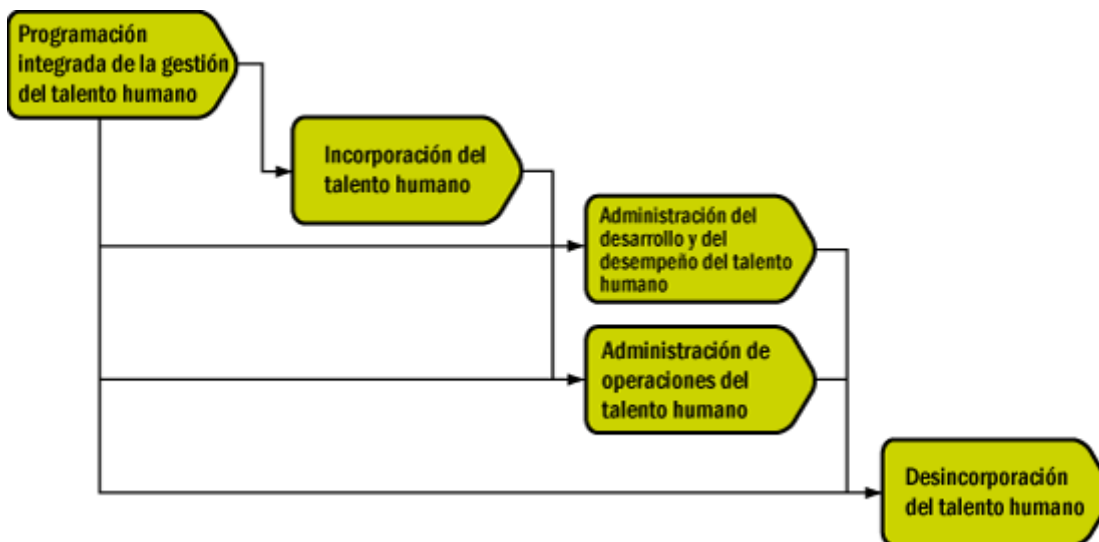 Programación
integrada de la gestión
del talento humano
Incorporación del
talento humano
Administración del
desarrollo y del
desempeño del talento
humano
Administración de
operaciones del
talento humano
Desincorporación
del talento humano